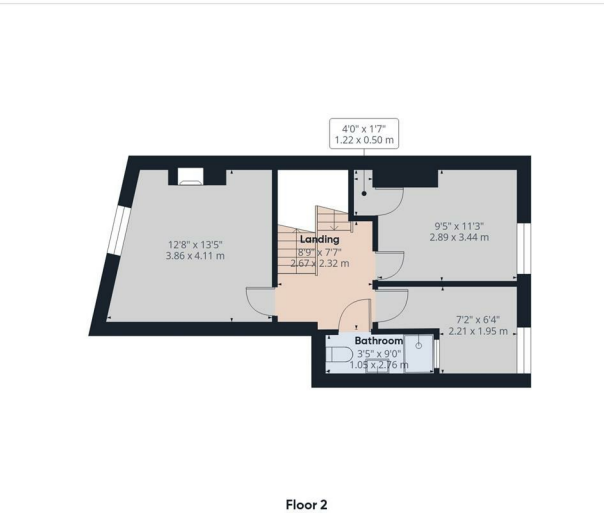 4'0" x 1'7"
1.22 x 0.50 m
9'5" x 11'3"
2.89 x 3.44 m
12'8" x 13'5"
3.86 x 4.11 m
Landing
8'9" x 7'7"
2.67 x 2.32 m
7'2" x 6'4"
2.21 x 1.95 m
Bathroom
3'5" x 9'0"
1.05 x 2.76 m
Floor 2